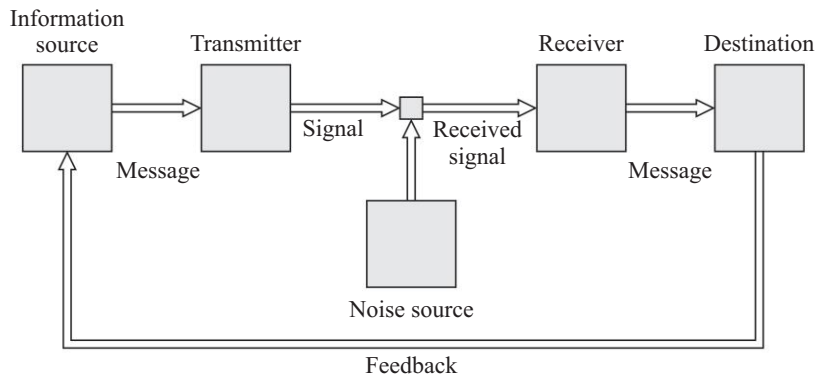 Information
source
Transmitter
Receiver
Destination
Signal
Received
signal
Message
Message
Noise source
Feedback